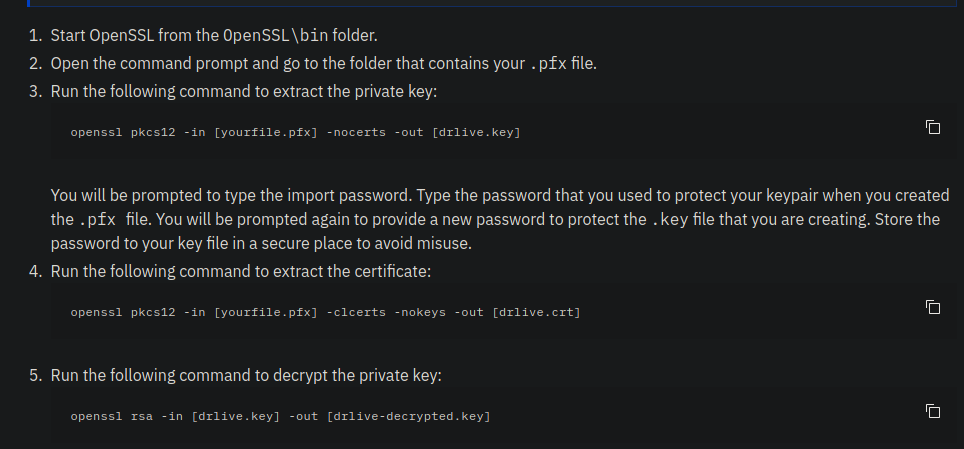 1. Start OpenSSL from the OpenSSL\bin folder.
2. Open the command prompt and go to the folder that contains your .pfx file.
3. Run the following command to extract the private key:
openssl pkcs12 -in [yourfile.pfx] -nocerts -out [drlive.key]
You will be prompted to type the import password. Type the password that you used to protect your keypair when you created
the .pfx file. You will be prompted again to provide a new password to protect the .key file that you are creating. Store the
password to your key file in a secure place to avoid misuse.
4. Run the following command to extract the certificate:
openssl pkcs12 -in [yourfile.pfx] -clcerts -nokeys -out [drlive.crt]
5. Run the following command to decrypt the private key:
openssl rsa -in [drlive.key] -out [drlive-decrypted.key]